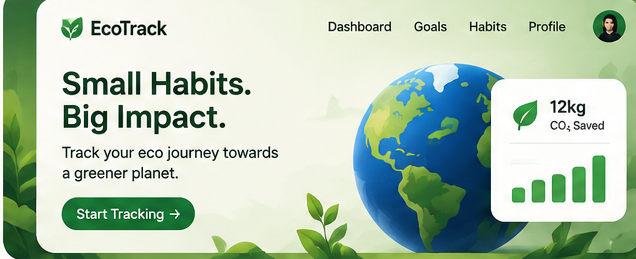 EcoTrack
Dashboard Goals Habits Profile
Small Habits.
Big Impact.
Track your eco journey towards
a greener planet.
Start Tracking →
12kg
CO₂ Saved